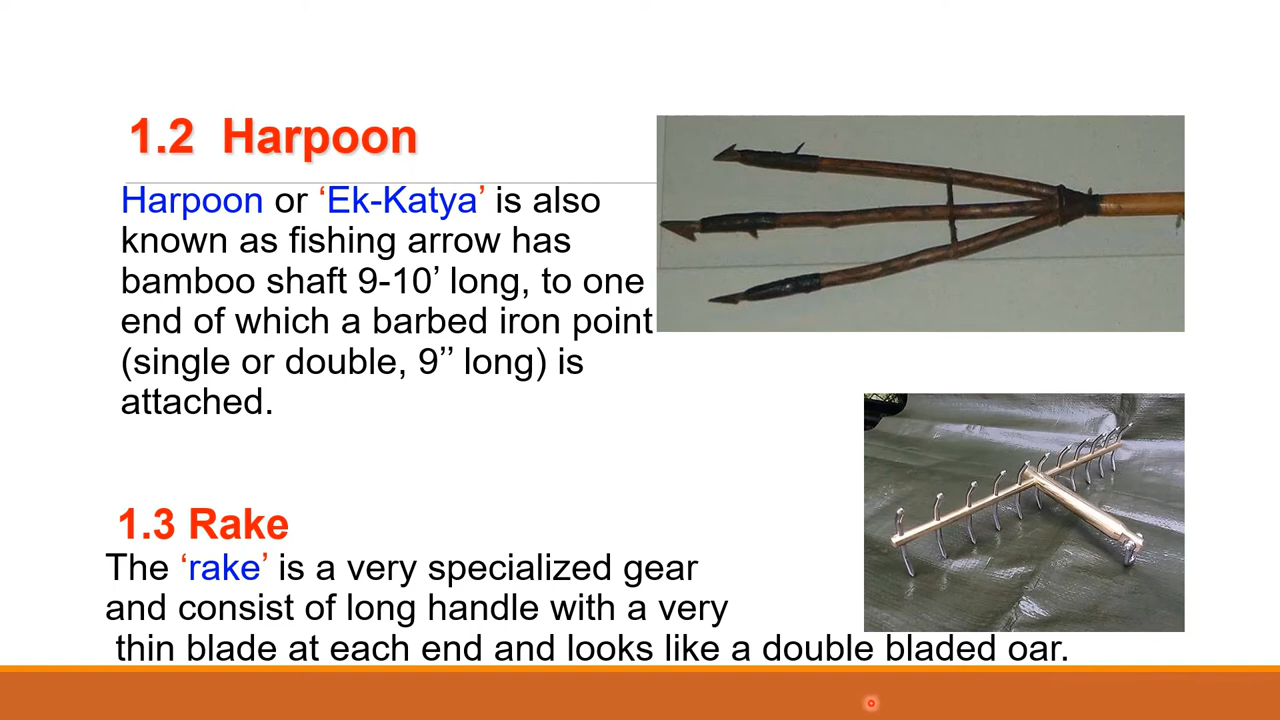 1.2 Harpoon
Harpoon or ‘Ek-Katya’ is also
known as fishing arrow has
bamboo shaft 9-10’ long, to one
end of which a barbed iron point
(single or double, 9’’ long) is
attached.
1.3 Rake
The ‘rake’ is a very specialized gear
and consist of long handle with a very
thin blade at each end and looks like a double bladed oar.